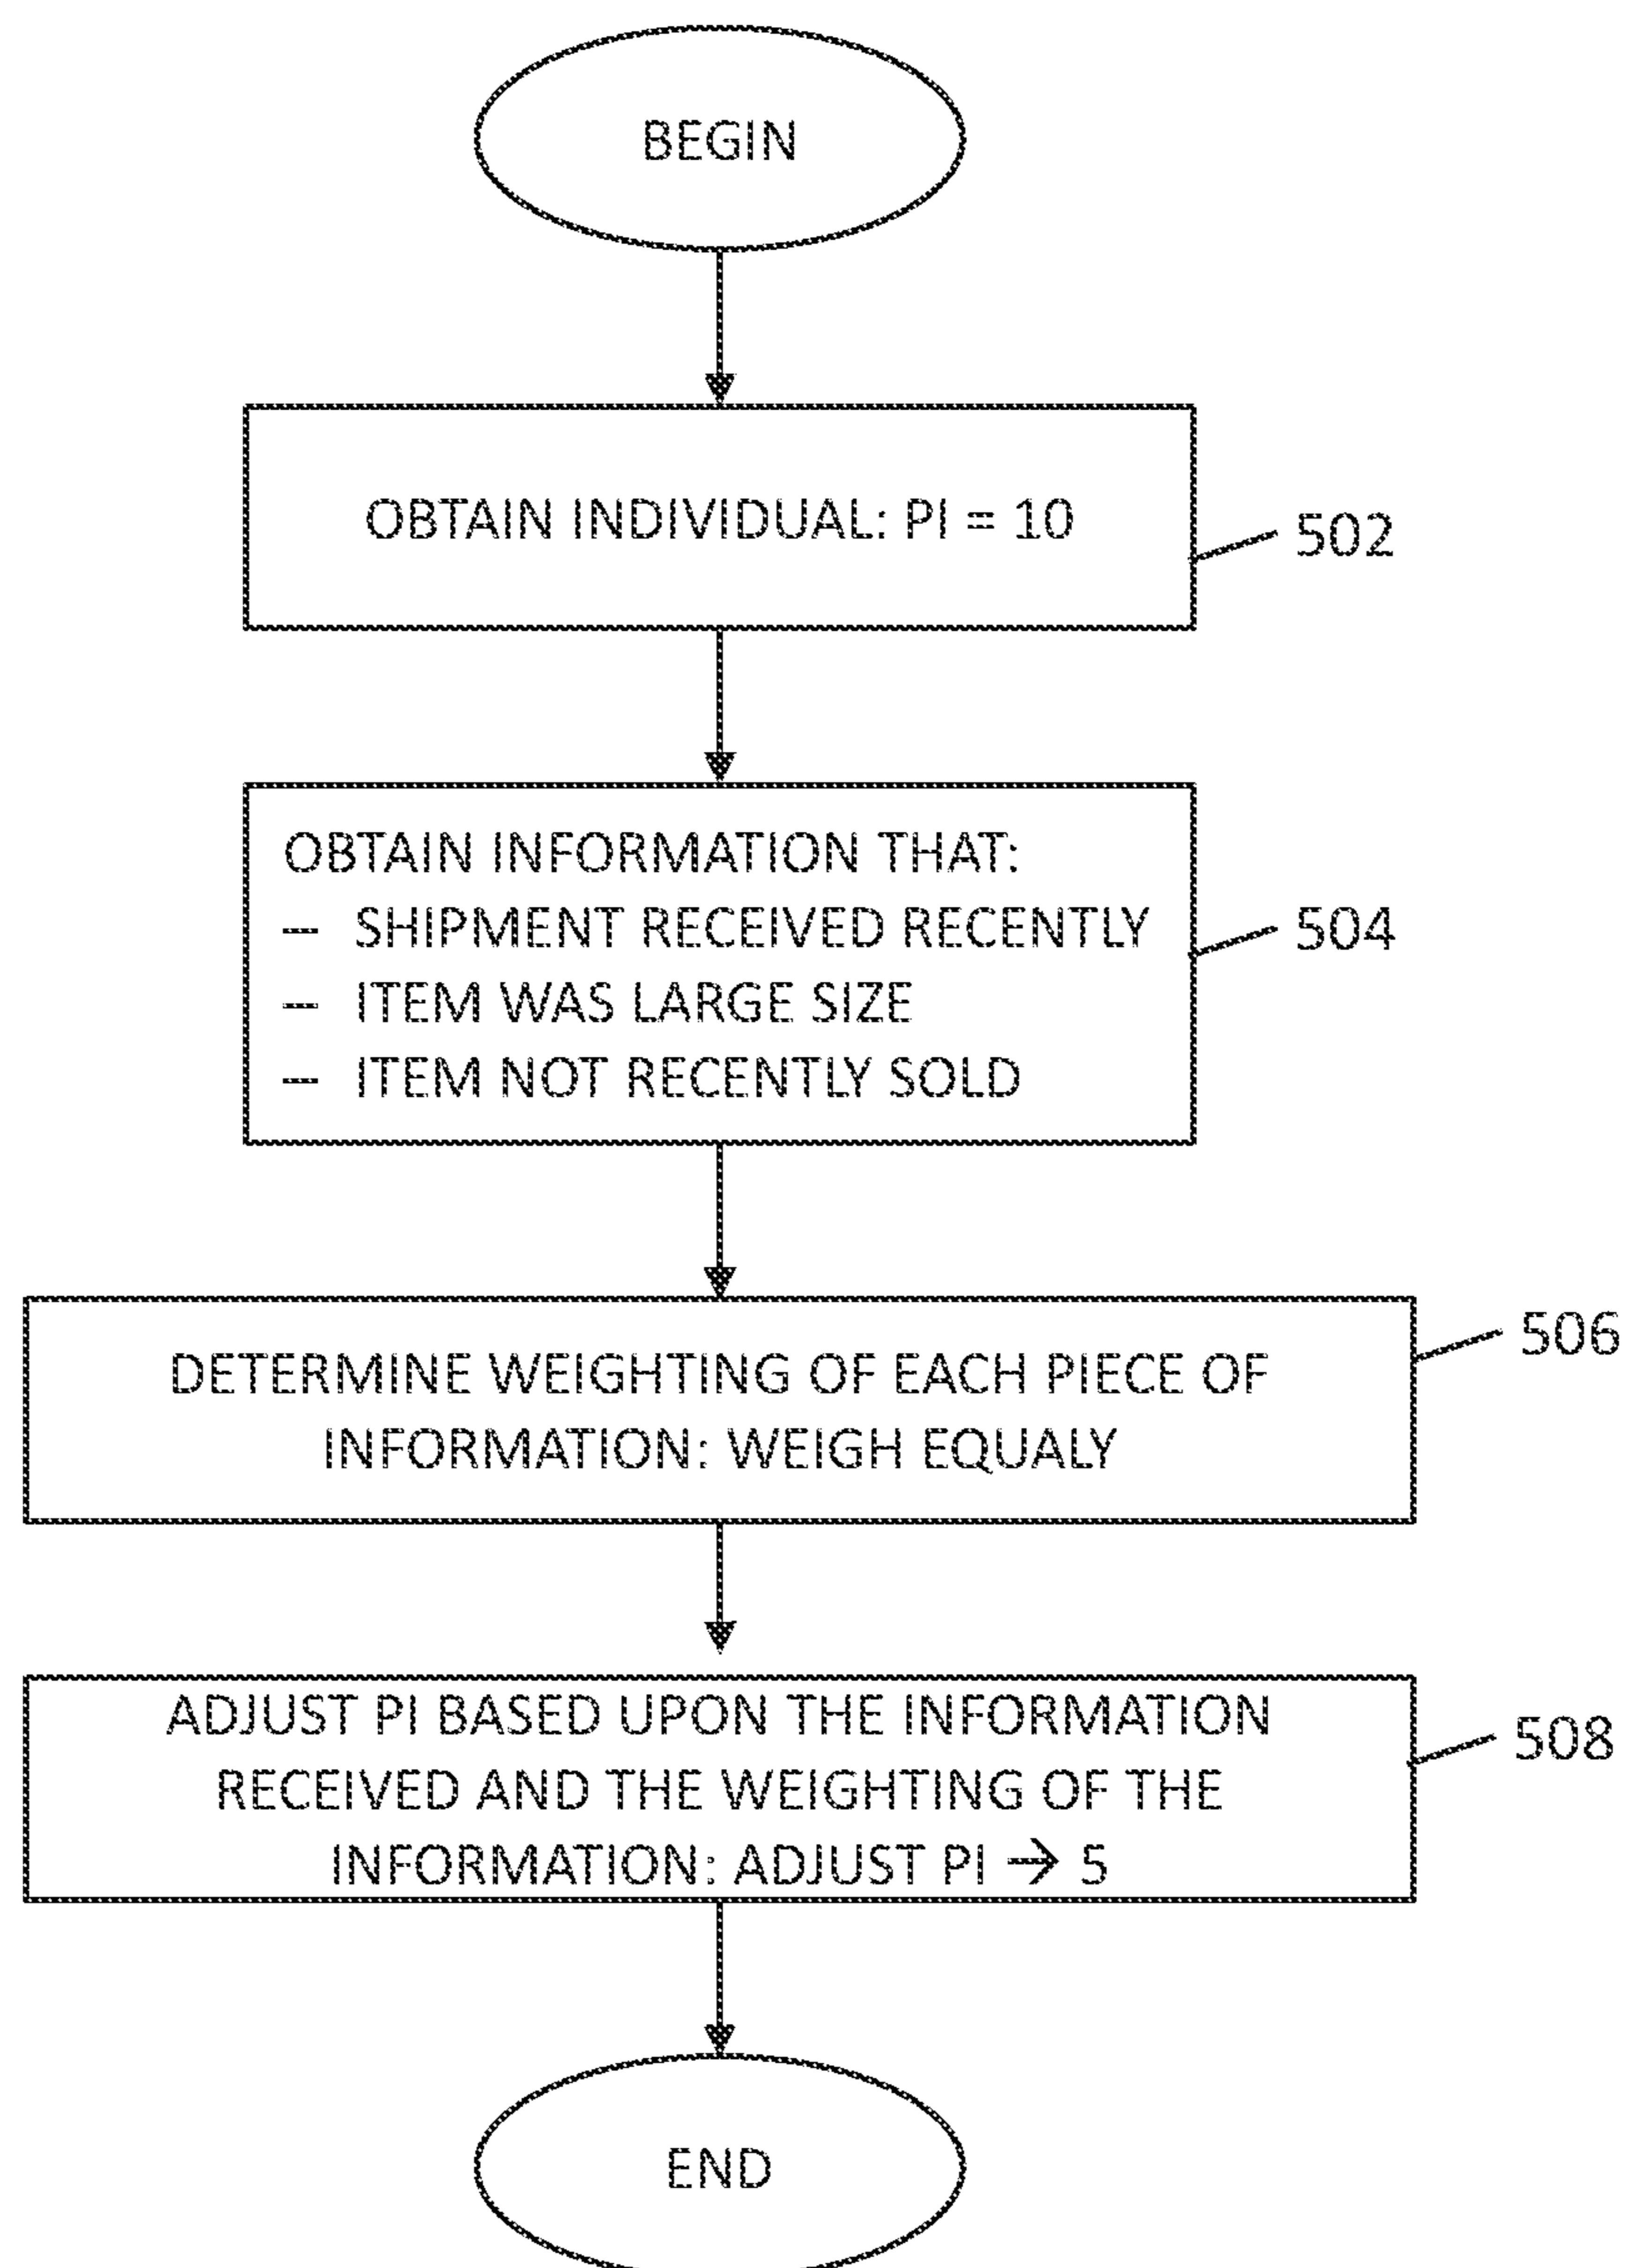 BEGIN
OBTAIN INDIVIDUAL: PI = 10
502
OBTAIN INFORMATION THAT:
– SHIPMENT RECEIVED RECENTLY
– ITEM WAS LARGE SIZE
– ITEM NOT RECENTLY SOLD
504
DETERMINE WEIGHTING OF EACH PIECE OF
INFORMATION: WEIGH EQUALY
506
ADJUST PI BASED UPON THE INFORMATION
RECEIVED AND THE WEIGHTING OF THE
INFORMATION: ADJUST PI → 5
508
END